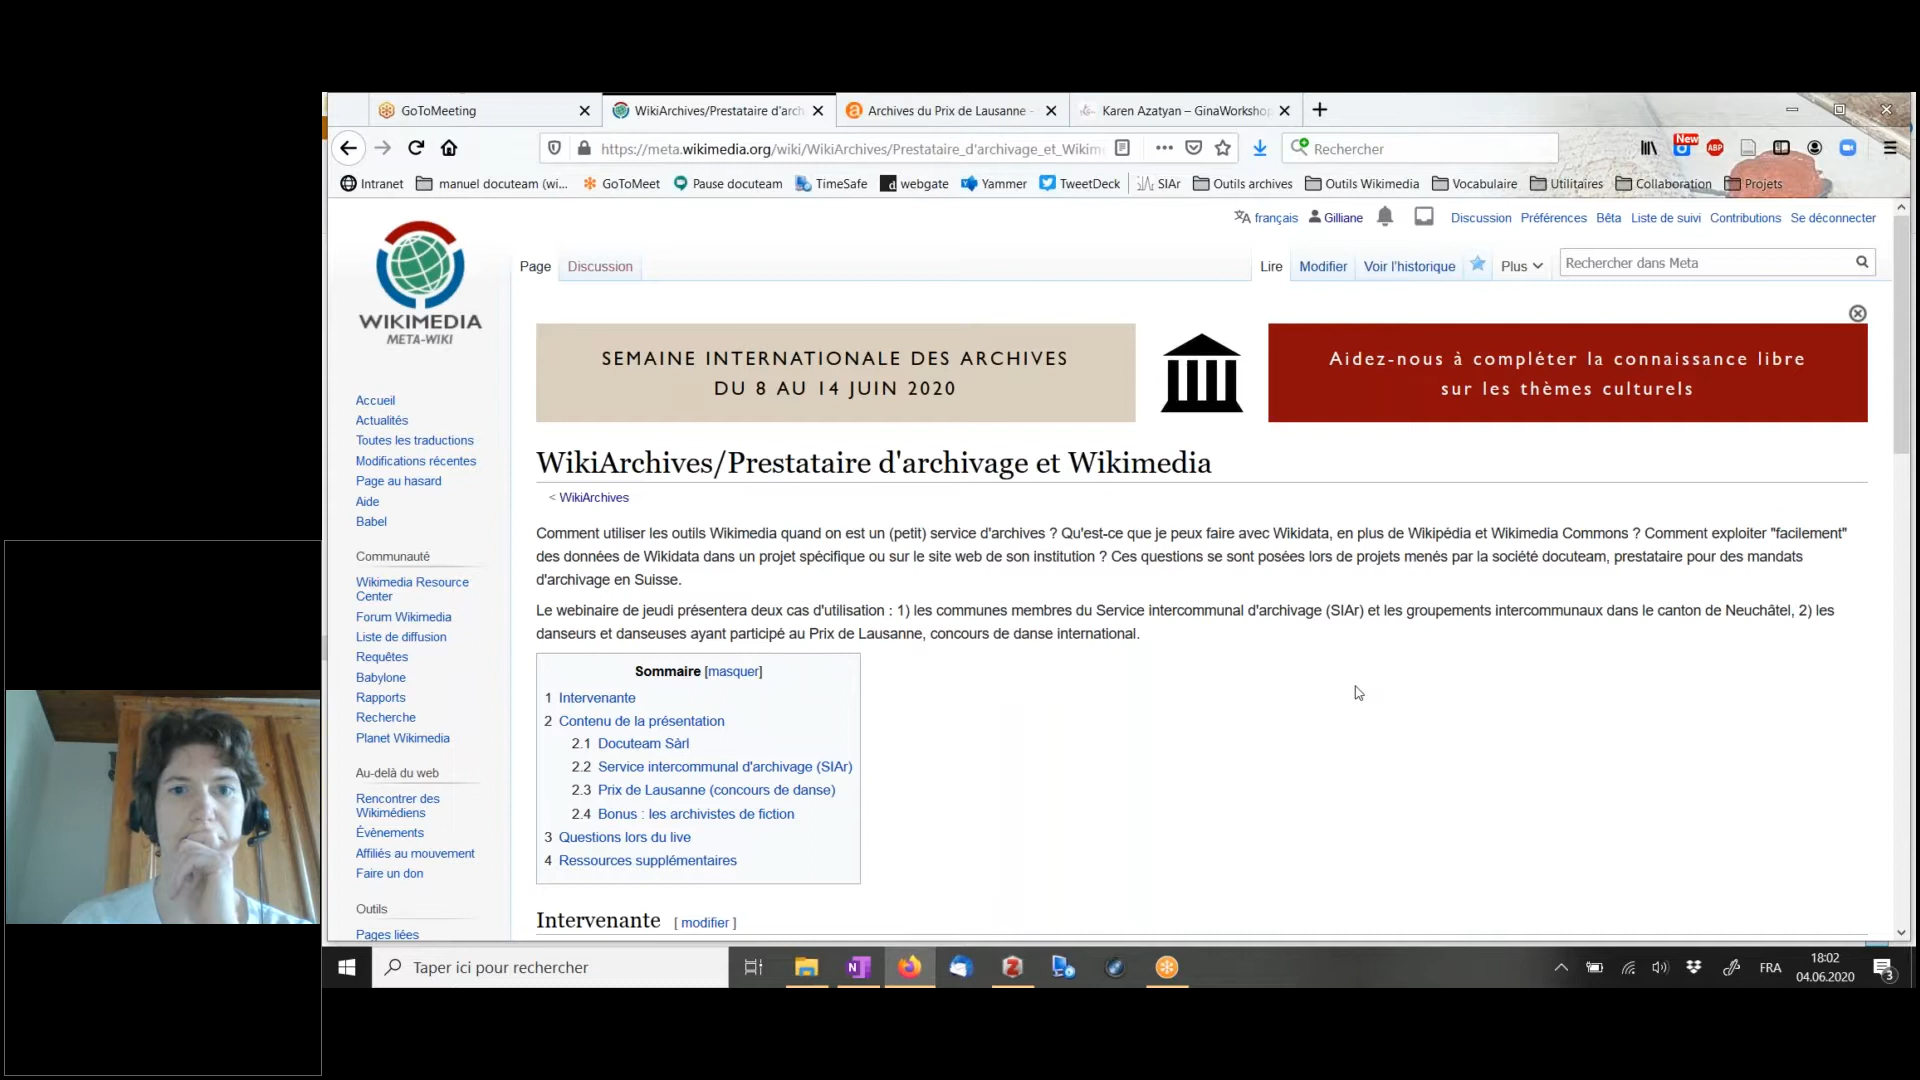 GoToMeeting
WikiArchives/Prestataire d'arch
Archives du Prix de Lausanne -
Karen Azatyan – GinaWorkshop
https://meta.wikimedia.org/wiki/WikiArchives/Prestataire_d'archivage_et_Wikim
Rechercher
New
ABP
Intranet
manuel docuteam (wi...
GoToMeet
Pause docuteam
TimeSafe
webgate
Yammer
TweetDeck
SIAr
Outils archives
Outils Wikimedia
Vocabulaire
Utilitaires
Collaboration
Projets
français
Gilliane
Discussion
Préférences
Bêta
Liste de suivi
Contributions
Se déconnecter
WIKIMEDIA
META-WIKI
Page
Discussion
Lire
Modifier
Voir l'historique
Plus
Rechercher dans Meta
SEMAINE INTERNATIONALE DES ARCHIVES
DU 8 AU 14 JUIN 2020
Aidez-nous à compléter la connaissance libre
sur les thèmes culturels
Accueil
Actualités
Toutes les traductions
Modifications récentes
Page au hasard
Aide
Babel
Communauté
Wikimedia Resource
Center
Forum Wikimedia
Liste de diffusion
Requêtes
Babylone
Rapports
Recherche
Planet Wikimedia
Au-delà du web
Rencontrer des
Wikimédiens
Évènements
Affiliés au mouvement
Faire un don
Outils
Pages liées
WikiArchives/Prestataire d'archivage et Wikimedia
< WikiArchives
Comment utiliser les outils Wikimedia quand on est un (petit) service d'archives ? Qu'est-ce que je peux faire avec Wikidata, en plus de Wikipédia et Wikimedia Commons ? Comment exploiter "facilement"
des données de Wikidata dans un projet spécifique ou sur le site web de son institution ? Ces questions se sont posées lors de projets menés par la société docuteam, prestataire pour des mandats
d'archivage en Suisse.
Le webinaire de jeudi présentera deux cas d'utilisation : 1) les communes membres du Service intercommunal d'archivage (SIAr) et les groupements intercommunaux dans le canton de Neuchâtel, 2) les
danseurs et danseuses ayant participé au Prix de Lausanne, concours de danse international.
Sommaire [masquer]
1 Intervenante
2 Contenu de la présentation
2.1 Docuteam Sàrl
2.2 Service intercommunal d'archivage (SIAr)
2.3 Prix de Lausanne (concours de danse)
2.4 Bonus : les archivistes de fiction
3 Questions lors du live
4 Ressources supplémentaires
Intervenante [ modifier ]
Taper ici pour rechercher
FRA
18:02
04.06.2020
3